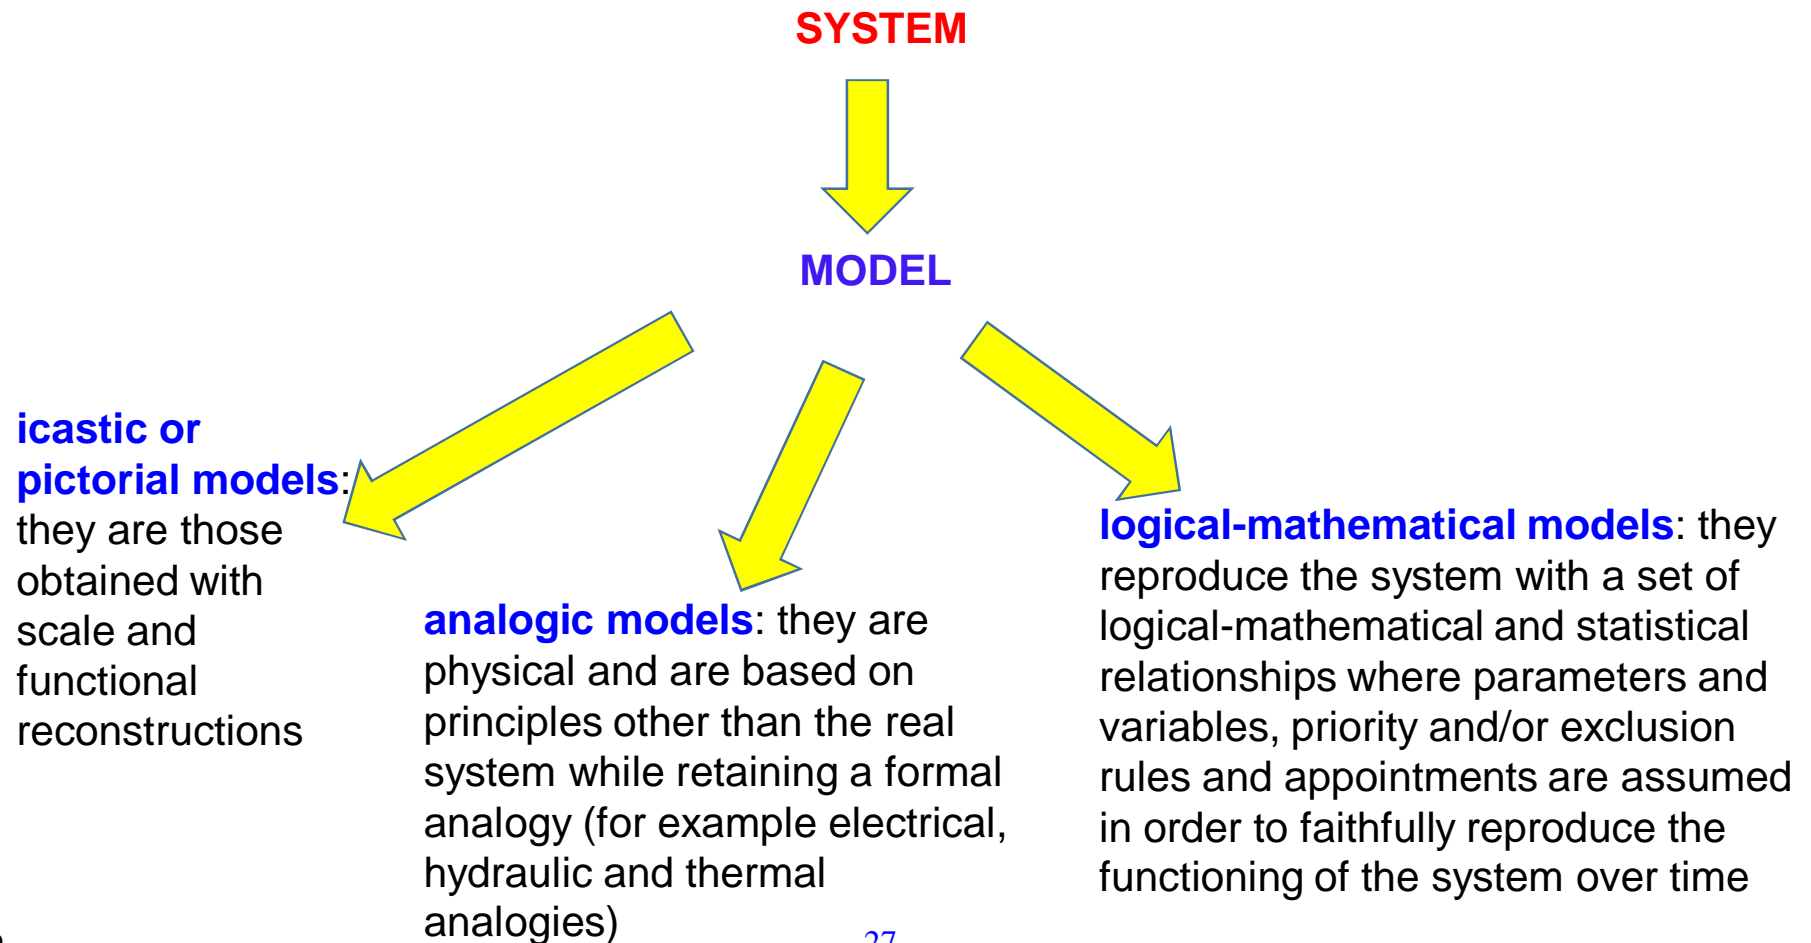 SYSTEM
MODEL
icastic or
pictorial models:
they are those
obtained with
scale and
functional
reconstructions
analogic models: they are
physical and are based on
principles other than the real
system while retaining a formal
analogy (for example electrical,
hydraulic and thermal
analogies)
logical-mathematical models: they
reproduce the system with a set of
logical-mathematical and statistical
relationships where parameters and
variables, priority and/or exclusion
rules and appointments are assumed
in order to faithfully reproduce the
functioning of the system over time
27